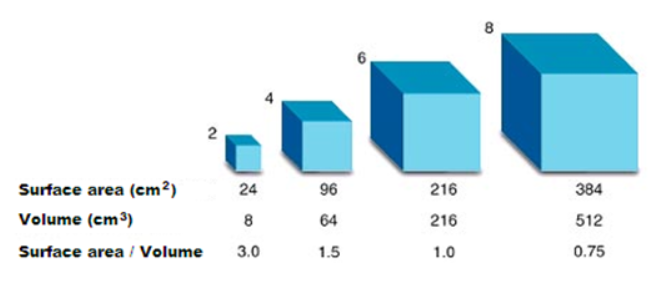 8
6
4
2
Surface area (cm²) 24 96 216 384
Volume (cm³) 8 64 216 512
Surface area / Volume 3.0 1.5 1.0 0.75